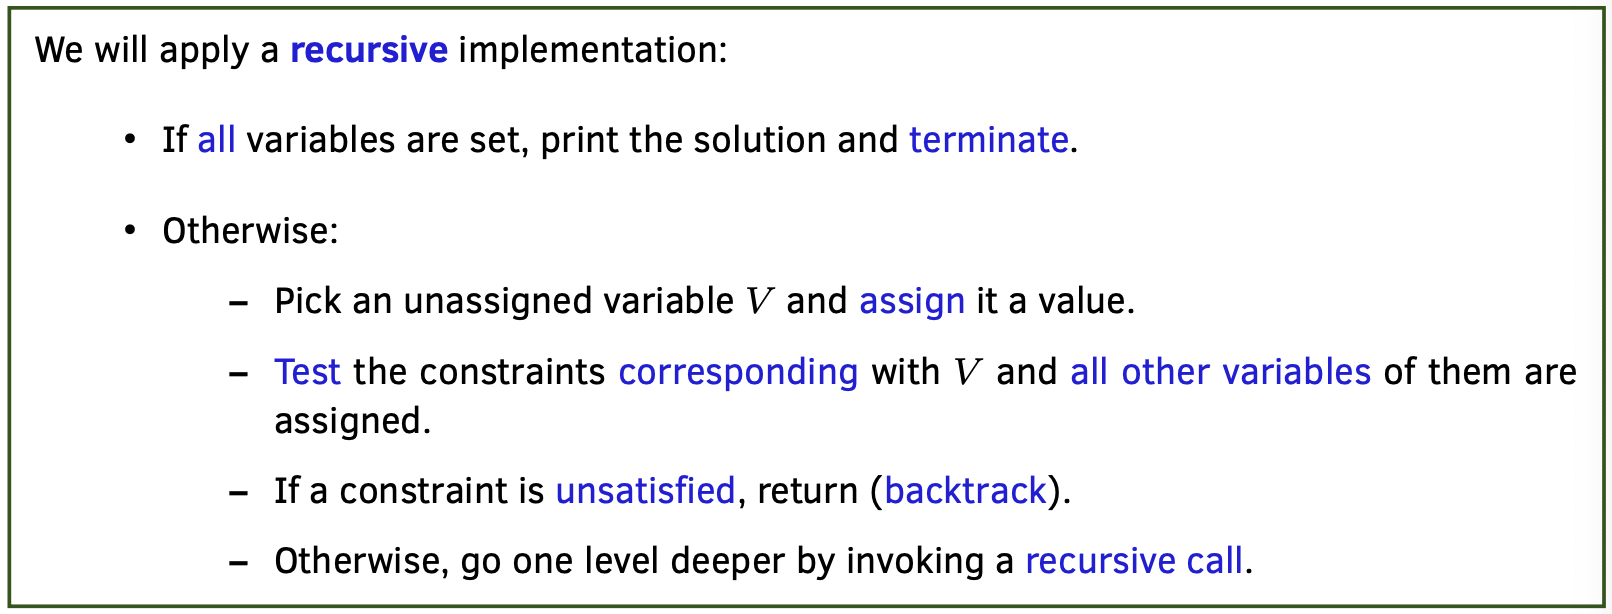 We will apply a recursive implementation:
• If all variables are set, print the solution and terminate.
• Otherwise:
– Pick an unassigned variable V and assign it a value.
– Test the constraints corresponding with V and all other variables of them are
assigned.
– If a constraint is unsatisfied, return (backtrack).
– Otherwise, go one level deeper by invoking a recursive call.